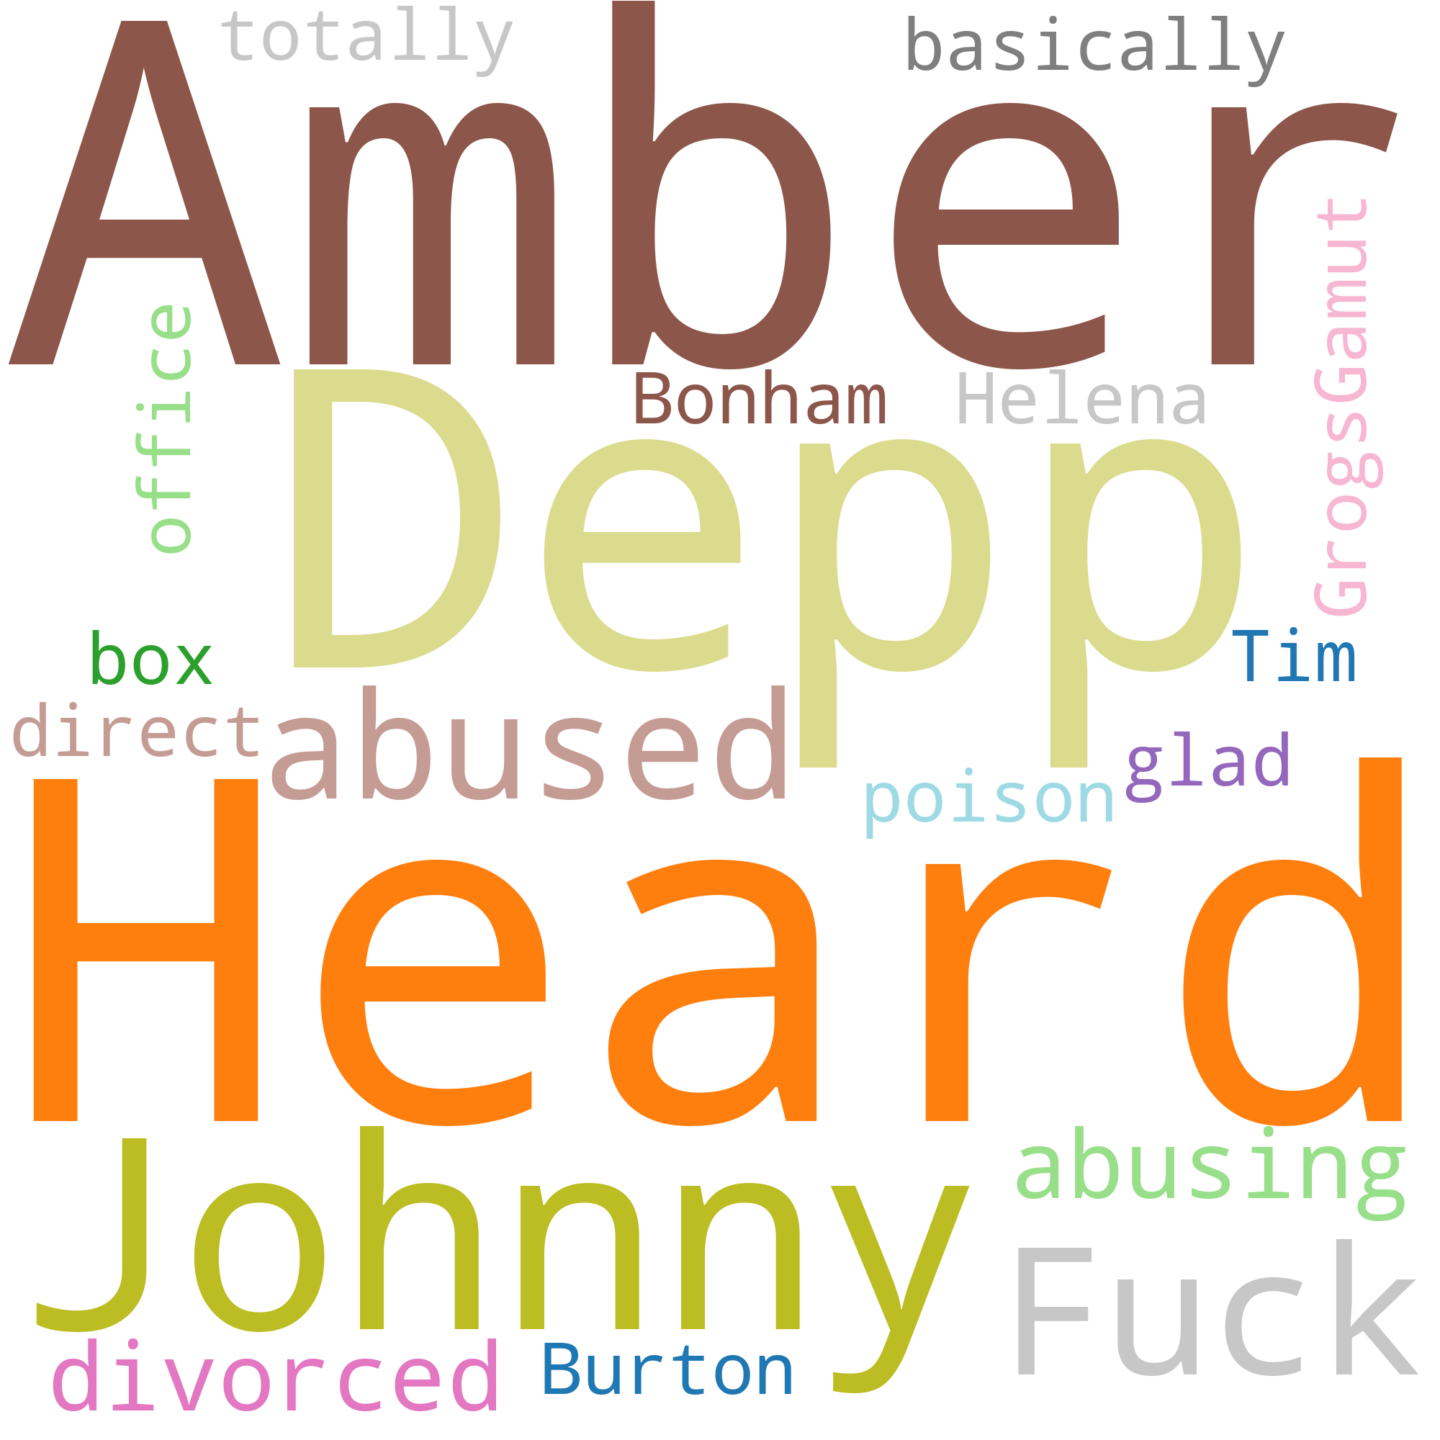 totally
basically
Amber
GrogsGamut
office
Bonham
Helena
Depp
box
Tim
direct
abused
glad
poison
Heard
Johnny
abusing
Fuck
divorced
Burton